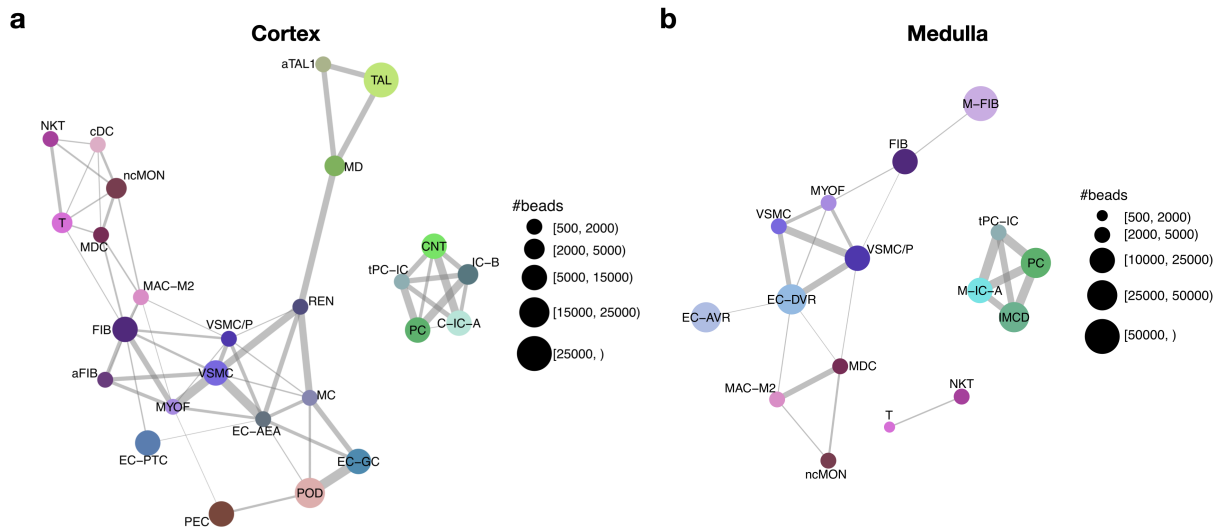 a
Cortex
aTAL1
TAL
NKT
cDC
MD
ncMON
T
MDC
MAC−M2
REN
FIB
VSMC/P
aFIB
VSMC
MYOF
MC
EC−AEA
EC−PTC
EC−GC
POD
PEC
CNT
IC−B
tPC−IC
PC
C−IC−A
#beads
[500, 2000)
[2000, 5000)
[5000, 15000)
[15000, 25000)
[25000, )
b
Medulla
M−FIB
FIB
MYOF
VSMC
VSMC/P
EC−DVR
EC−AVR
MDC
MAC−M2
ncMON
NKT
T
tPC−IC
PC
M−IC−A
IMCD
#beads
[500, 2000)
[2000, 5000)
[10000, 25000)
[25000, 50000)
[50000, )